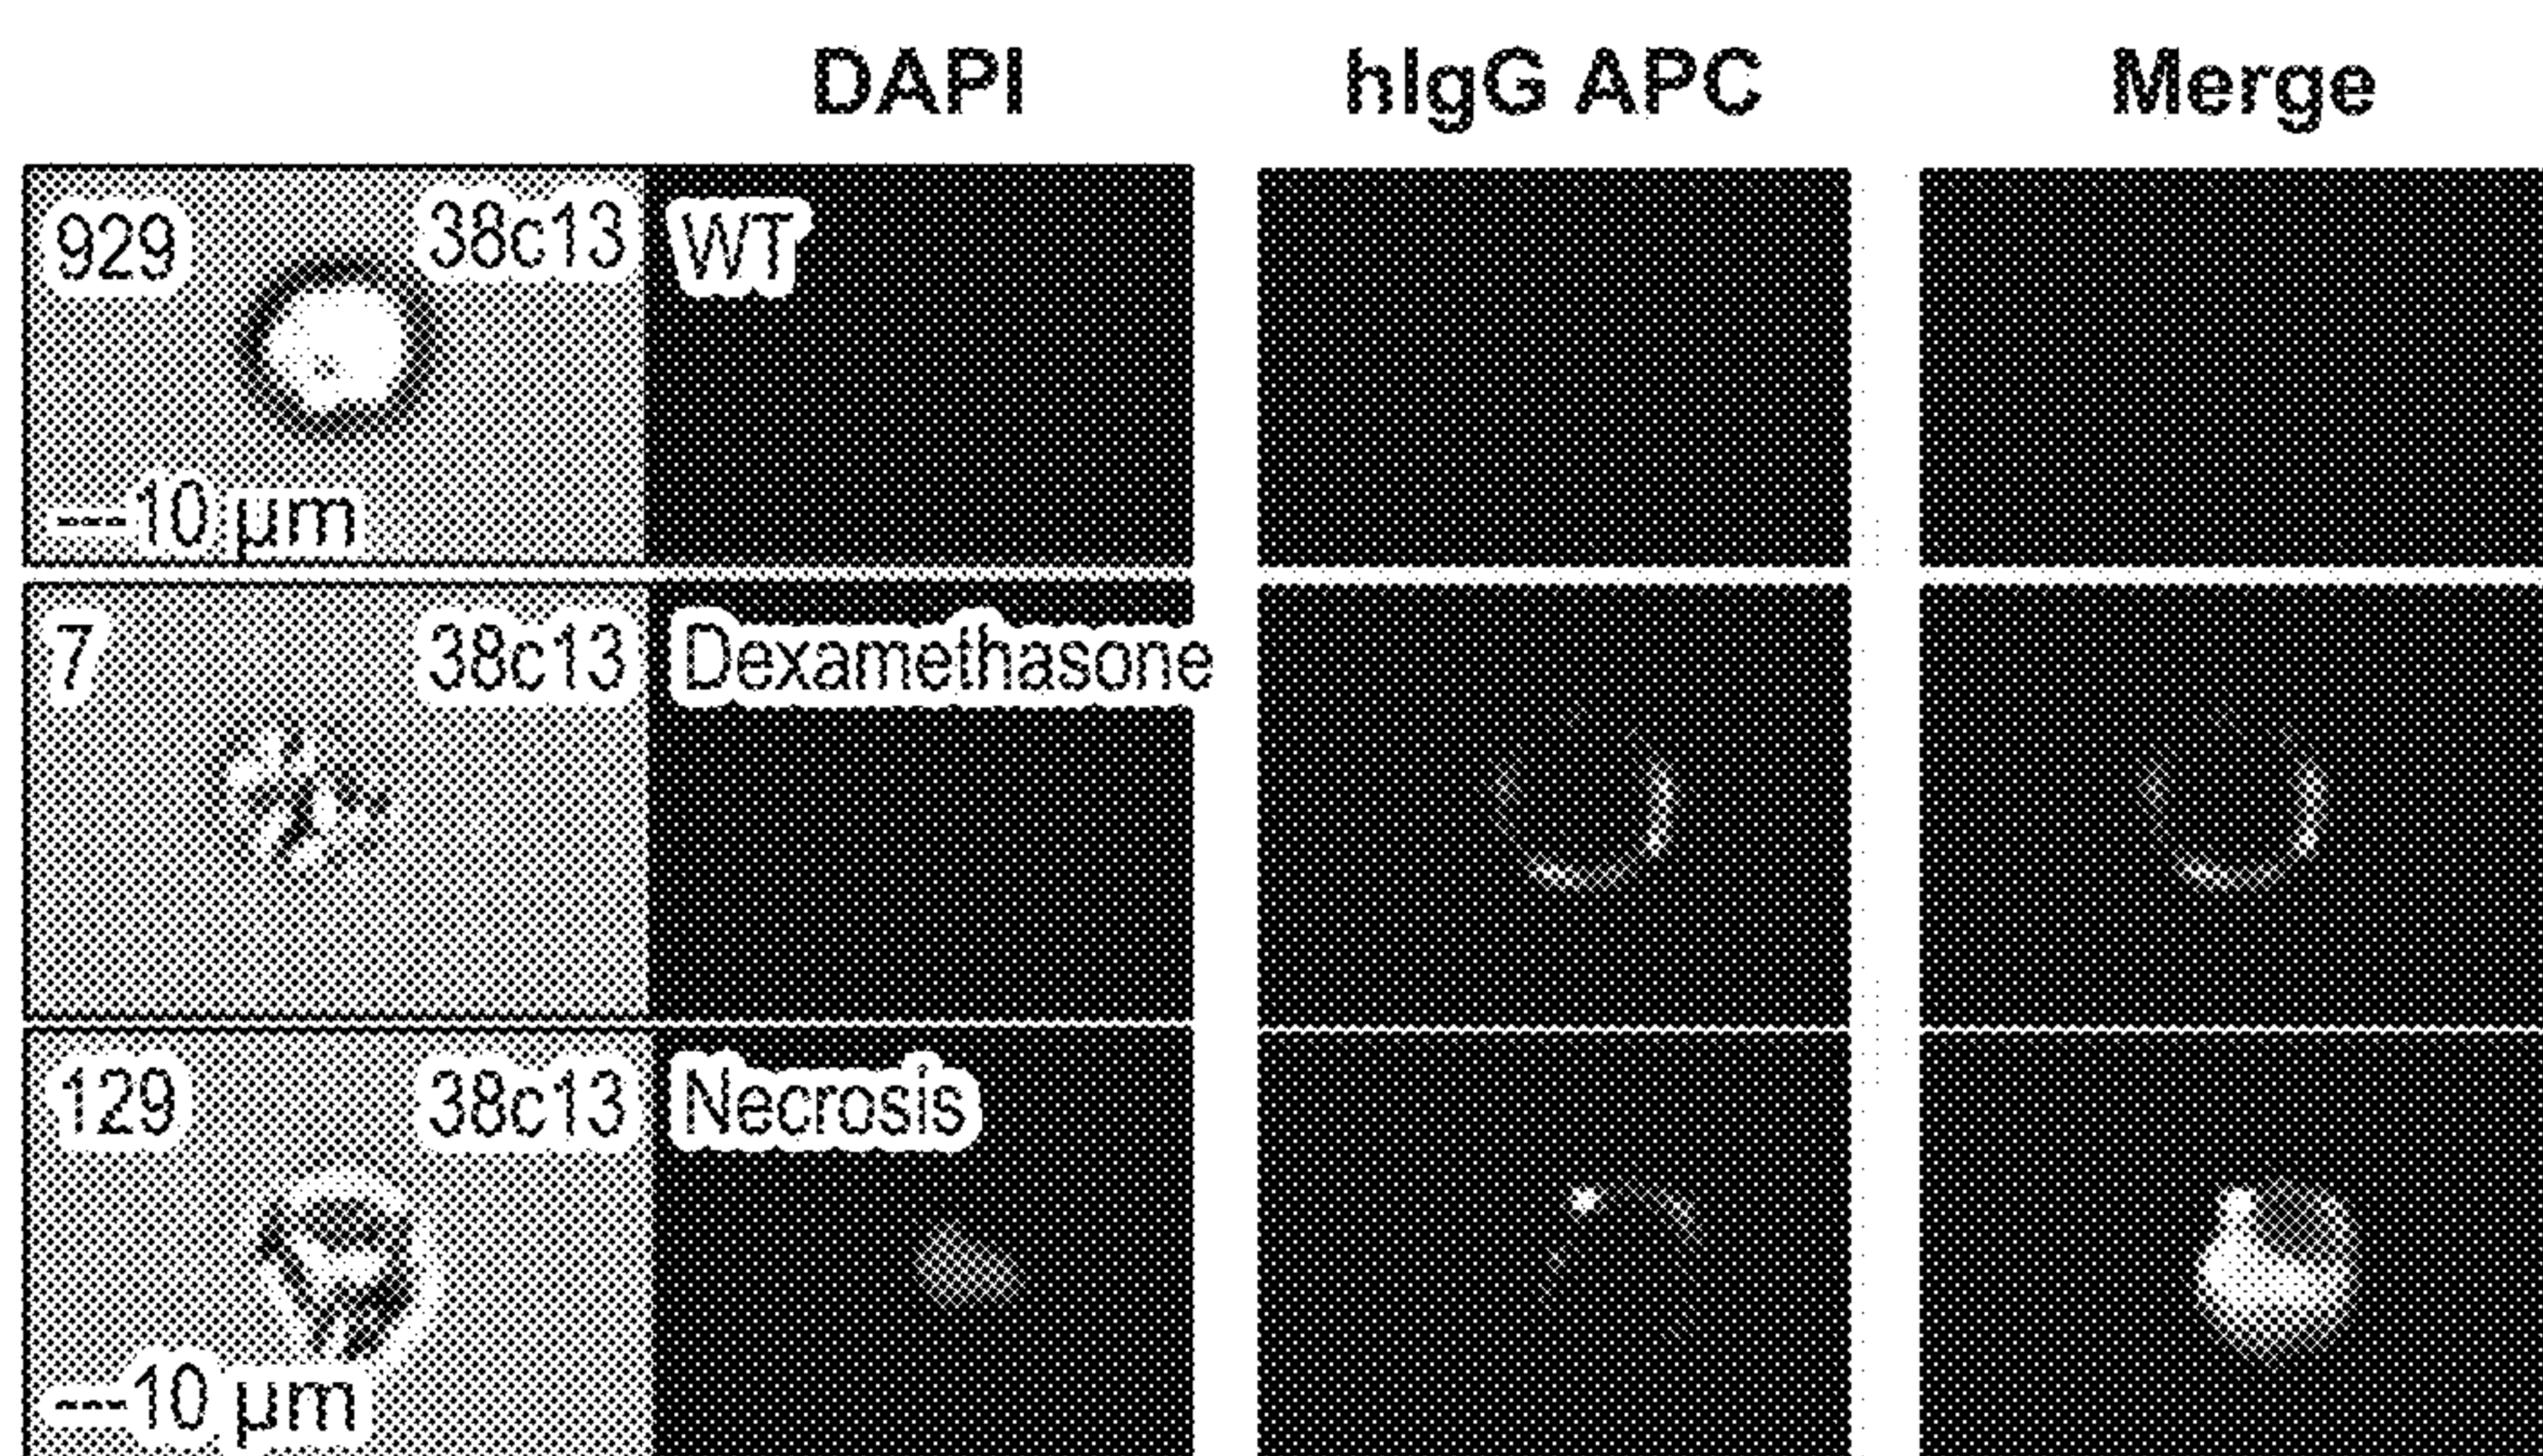 DAPI hIgG APC Merge
929 38c13 WT
10 µm
7 38c13 Dexamethasone
129 38c13 Necrosis
10 µm